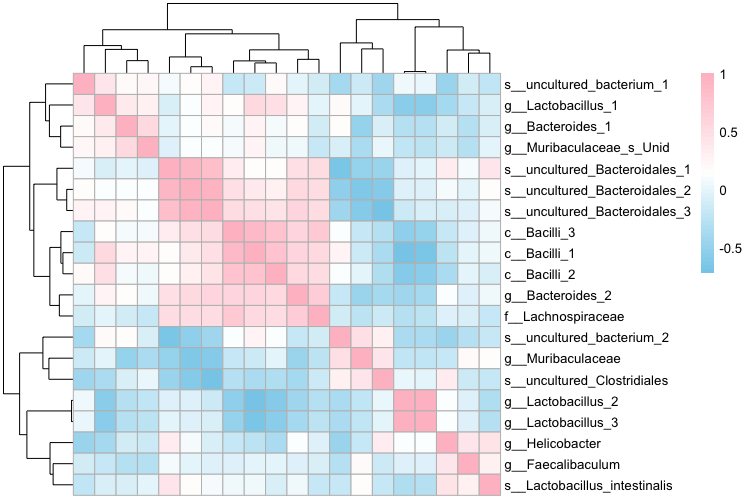 s__uncultured_bacterium_1
g__Lactobacillus_1
g__Bacteroides_1
g__Muribaculaceae_s_Unid
s__uncultured_Bacteroidales_1
s__uncultured_Bacteroidales_2
s__uncultured_Bacteroidales_3
c__Bacilli_3
c__Bacilli_1
c__Bacilli_2
g__Bacteroides_2
f__Lachnospiraceae
s__uncultured_bacterium_2
g__Muribaculaceae
s__uncultured_Clostridiales
g__Lactobacillus_2
g__Lactobacillus_3
g__Helicobacter
g__Faecalibaculum
s__Lactobacillus_intestinalis
1
0.5
0
-0.5